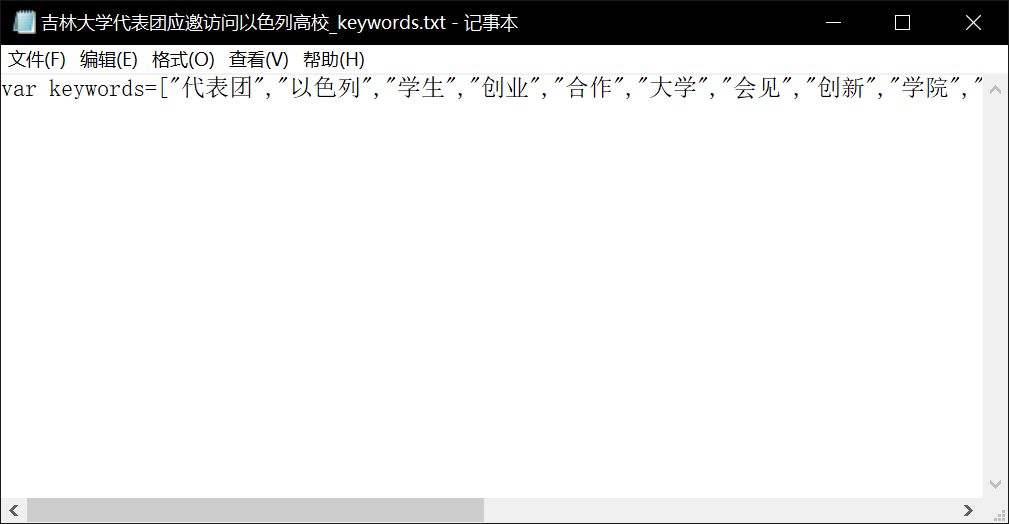 吉林大学代表团应邀访问以色列高校_keywords.txt - 记事本
文件(F) 编辑(E) 格式(O) 查看(V) 帮助(H)
var keywords=["代表团","以色列","学生","创业","合作","大学","会见","创新","学院","